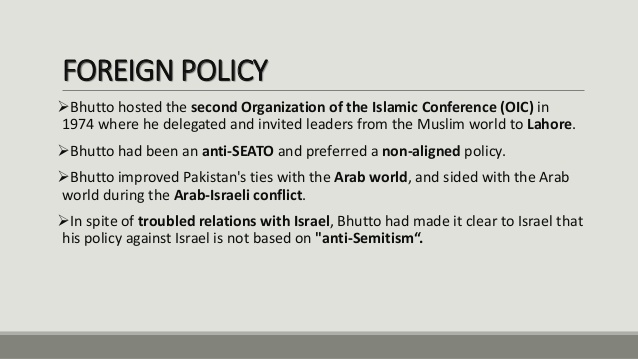 FOREIGN POLICY
➢Bhutto hosted the second Organization of the Islamic Conference (OIC) in
1974 where he delegated and invited leaders from the Muslim world to Lahore.
➢Bhutto had been an anti-SEATO and preferred a non-aligned policy.
➢Bhutto improved Pakistan's ties with the Arab world, and sided with the Arab
world during the Arab-Israeli conflict.
➢In spite of troubled relations with Israel, Bhutto had made it clear to Israel that
his policy against Israel is not based on "anti-Semitism“.